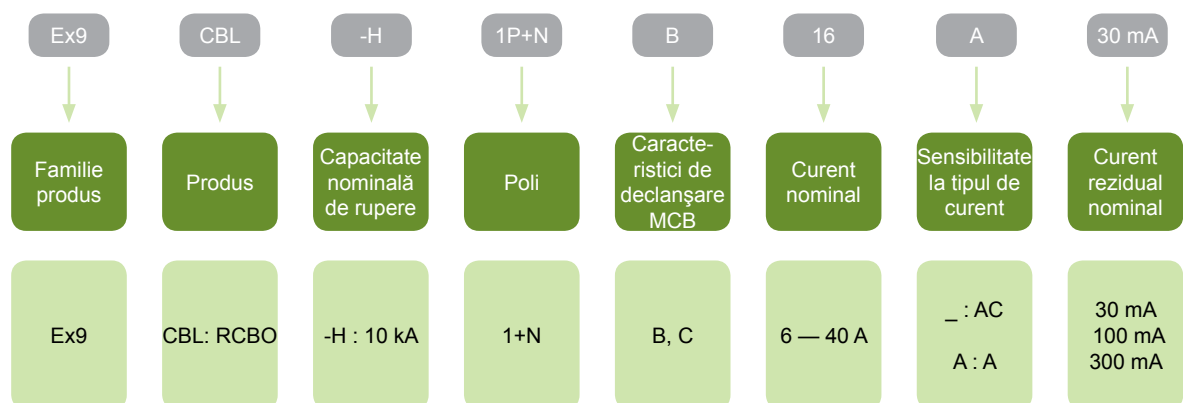 Ex9
CBL
-H
1P+N
B
16
A
30 mA
Familie
produs
Produs
Capacitate
nominală
de rupere
Poli
Caracte-
ristici de
declanşare
MCB
Curent
nominal
Sensibilitate
la tipul de
curent
Curent
rezidual
nominal
Ex9
CBL: RCBO
-H : 10 kA
1+N
B, C
6 — 40 A
_ : AC
A : A
30 mA
100 mA
300 mA